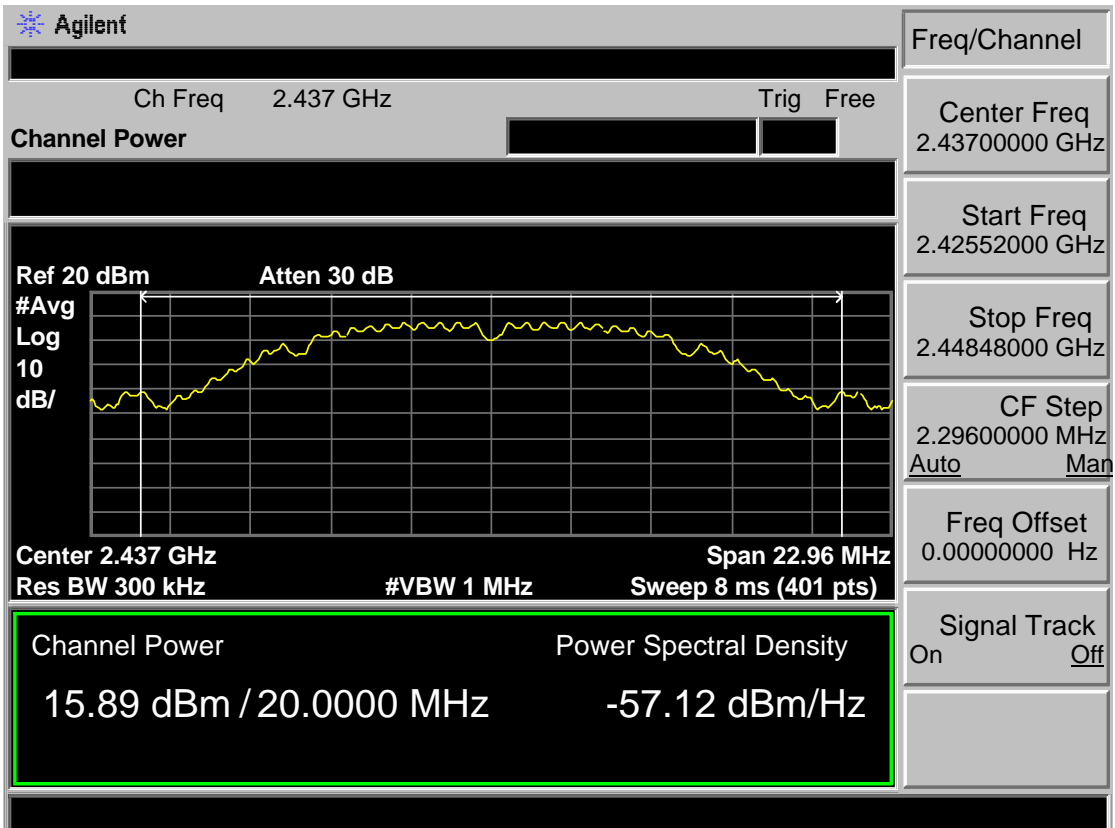 Agilent
Ch Freq 2.437 GHz Trig Free
Channel Power
Ref 20 dBm Atten 30 dB
#Avg
Log
10
dB/
Center 2.437 GHz Span 22.96 MHz
Res BW 300 kHz #VBW 1 MHz Sweep 8 ms (401 pts)
Channel Power Power Spectral Density
15.89 dBm / 20.0000 MHz -57.12 dBm/Hz
Freq/Channel
Center Freq
2.43700000 GHz
Start Freq
2.42552000 GHz
Stop Freq
2.44848000 GHz
CF Step
2.29600000 MHz
Auto Man
Freq Offset
0.00000000 Hz
Signal Track
On Off